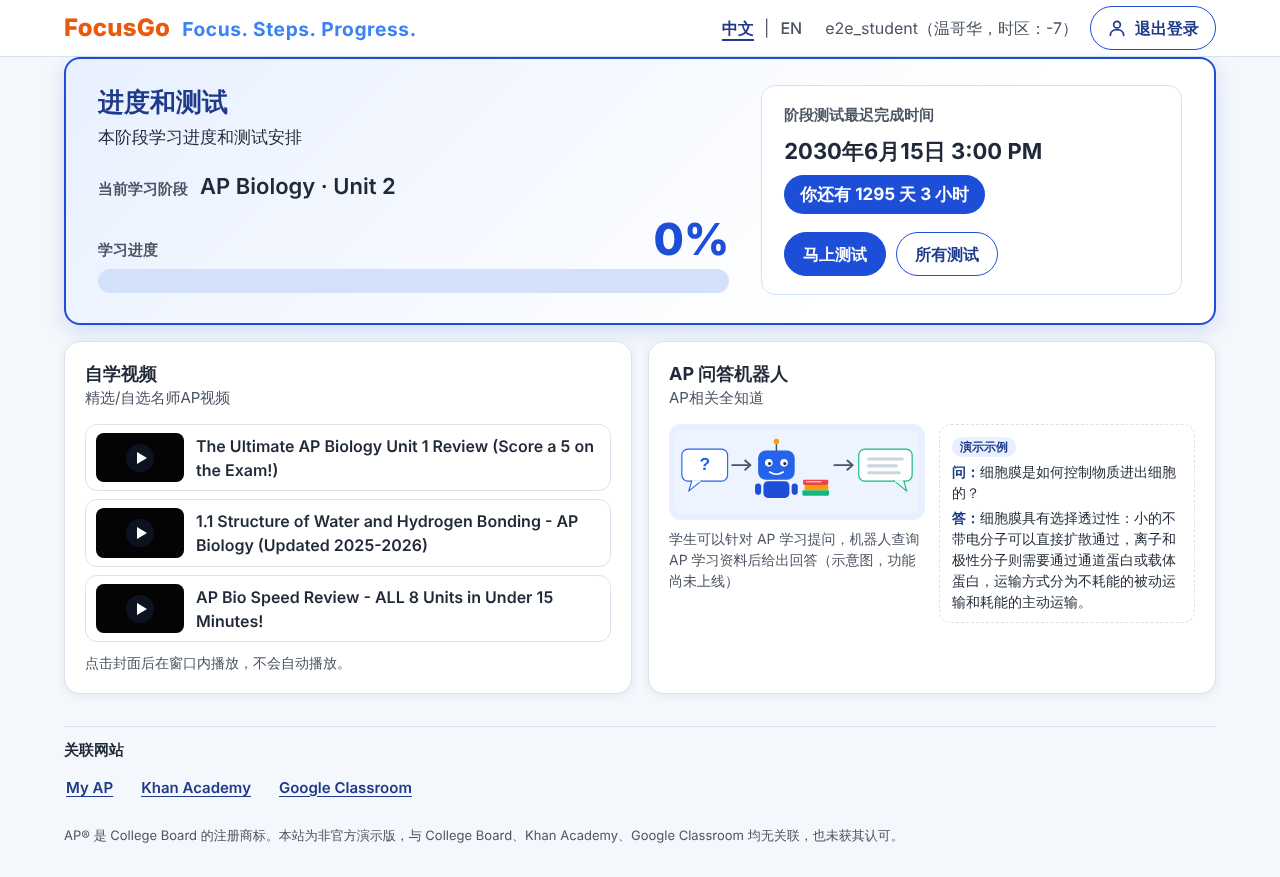 FocusGo Focus. Steps. Progress.
中文 | EN e2e_student（温哥华，时区：-7） 退出登录
进度和测试
本阶段学习进度和测试安排
当前学习阶段 AP Biology · Unit 2
学习进度 0%
阶段测试最迟完成时间
2030年6月15日 3:00 PM
你还有 1295 天 3 小时
马上测试 所有测试
自学视频
精选/自选名师AP视频
The Ultimate AP Biology Unit 1 Review (Score a 5 on
the Exam!)
1.1 Structure of Water and Hydrogen Bonding - AP
Biology (Updated 2025-2026)
AP Bio Speed Review - ALL 8 Units in Under 15
Minutes!
点击封面后在窗口内播放，不会自动播放。
AP 问答机器人
AP相关全知道
?
学生可以针对 AP 学习提问，机器人查询
AP 学习资料后给出回答（示意图，功能
尚未上线）
演示示例
问：细胞膜是如何控制物质进出细胞
的？
答：细胞膜具有选择透过性：小的不
带电分子可以直接扩散通过，离子和
极性分子则需要通过通道蛋白或载体
蛋白，运输方式分为不耗能的被动运
输和耗能的主动运输。
关联网站
My AP Khan Academy Google Classroom
AP® 是 College Board 的注册商标。本站为非官方演示版，与 College Board、Khan Academy、Google Classroom 均无关联，也未获其认可。